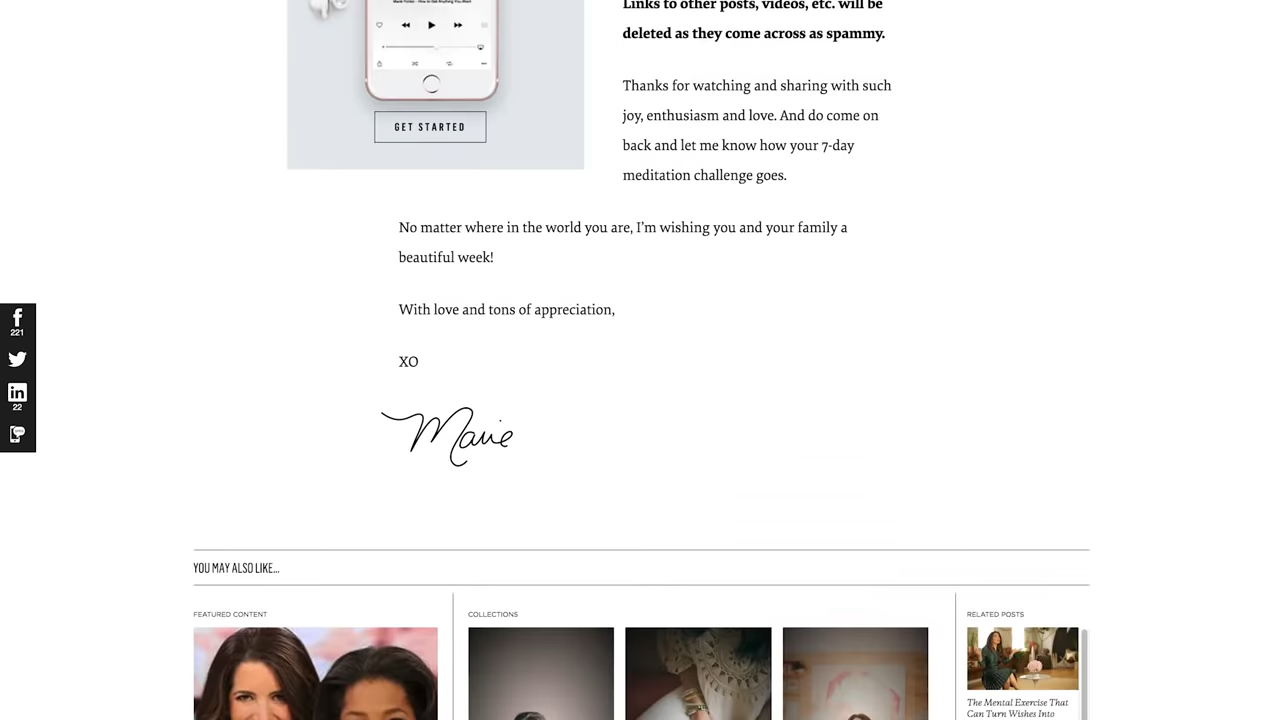 Links to other posts, videos, etc. will be
deleted as they come across as spammy.
GET STARTED
Thanks for watching and sharing with such
joy, enthusiasm and love. And do come on
back and let me know how your 7-day
meditation challenge goes.
No matter where in the world you are, I'm wishing you and your family a
beautiful week!
With love and tons of appreciation,
XO
Marie
221
in
22
YOU MAY ALSO LIKE...
FEATURED CONTENT
COLLECTIONS
RELATED POSTS
The Mental Exercise That
Can Turn Wishes Into